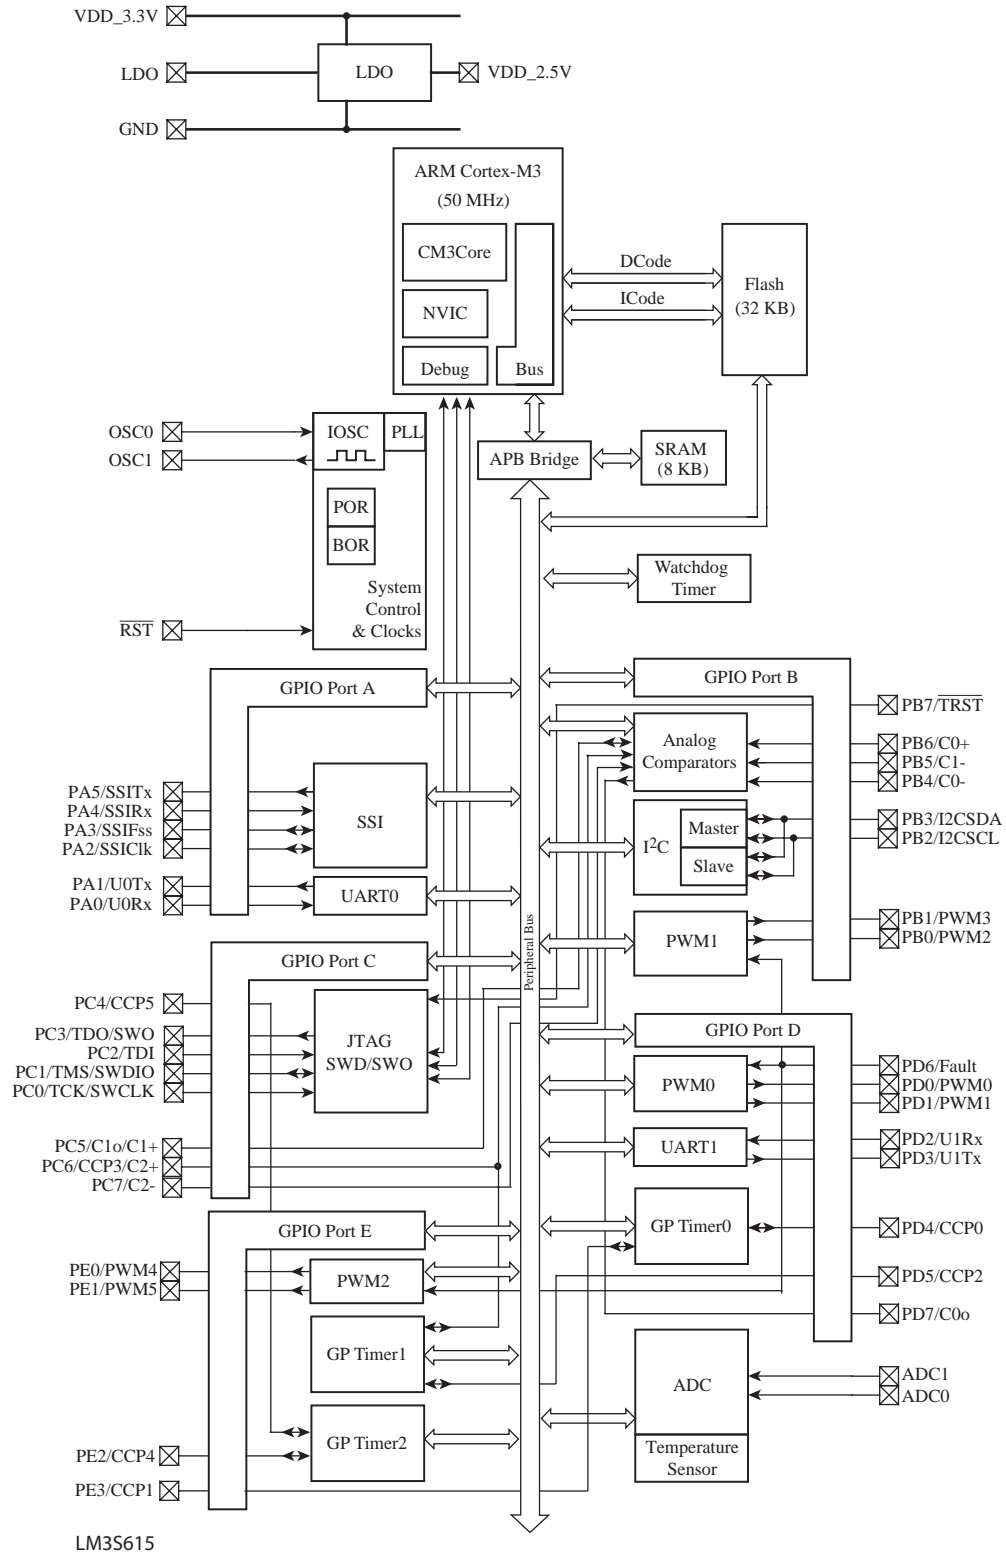 VDD_3.3V
LDO
LDO
VDD_2.5V
GND
ARM Cortex-M3
(50 MHz)
CM3Core
NVIC
Debug
Bus
DCode
ICode
Flash
(32 KB)
OSC0
OSC1
IOSC
PLL
POR
BOR
System
Control
& Clocks
RST
APB Bridge
SRAM
(8 KB)
Watchdog
Timer
GPIO Port A
PA5/SSITx
PA4/SSIRx
PA3/SSIFss
PA2/SSIClk
SSI
PA1/U0Tx
PA0/U0Rx
UART0
GPIO Port B
PB7/TRST
Analog
Comparators
PB6/C0+
PB5/C1-
PB4/C0-
I2C
Master
Slave
PB3/I2CSDA
PB2/I2CSCL
PWM1
PB1/PWM3
PB0/PWM2
Peripheral Bus
GPIO Port C
PC4/CCP5
PC3/TDO/SWO
PC2/TDI
PC1/TMS/SWDIO
PC0/TCK/SWCLK
JTAG
SWD/SWO
PC5/C1o/C1+
PC6/CCP3/C2+
PC7/C2-
GPIO Port D
PWM0
PD6/Fault
PD0/PWM0
PD1/PWM1
UART1
PD2/U1Rx
PD3/U1Tx
GP Timer0
PD4/CCP0
PD5/CCP2
PD7/C0o
GPIO Port E
PE0/PWM4
PE1/PWM5
PWM2
GP Timer1
GP Timer2
PE2/CCP4
PE3/CCP1
ADC
ADC1
ADC0
Temperature
Sensor
LM3S615